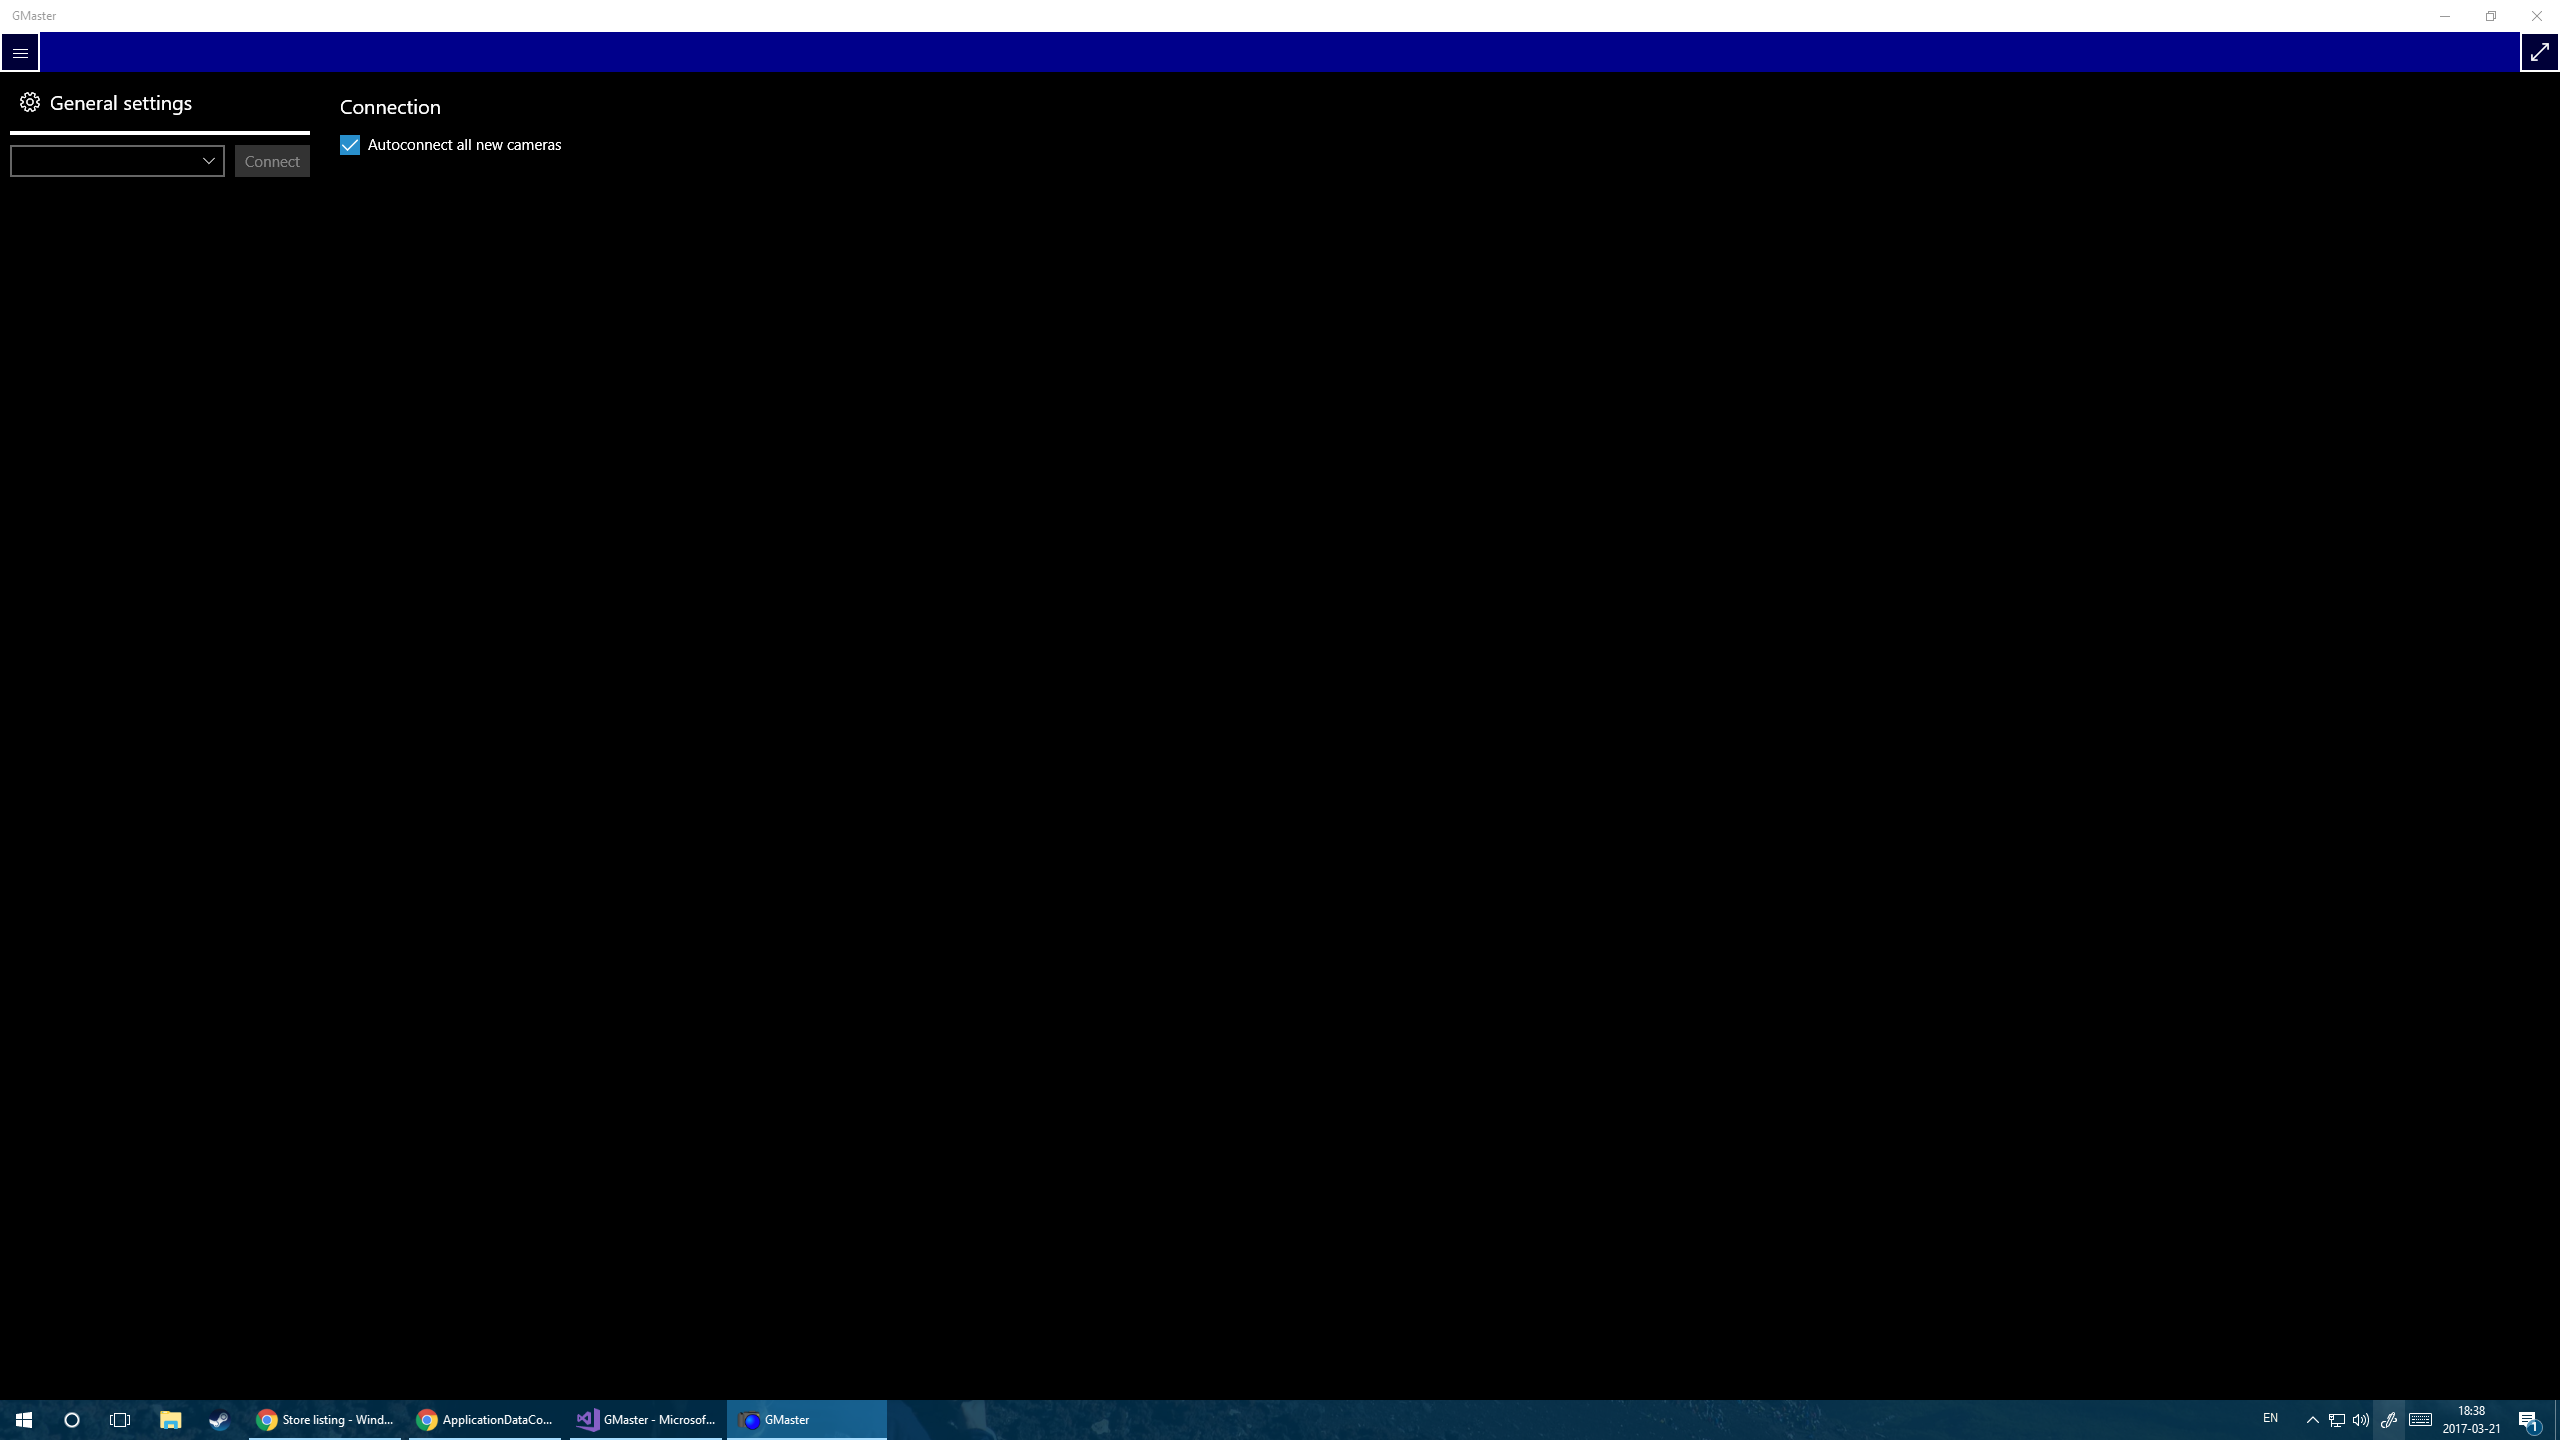 GMaster
General settings
Connection
Autoconnect all new cameras
Connect
Store listing - Wind...
ApplicationDataCo...
GMaster - Microsof...
GMaster
EN
18:38
2017-03-21
1